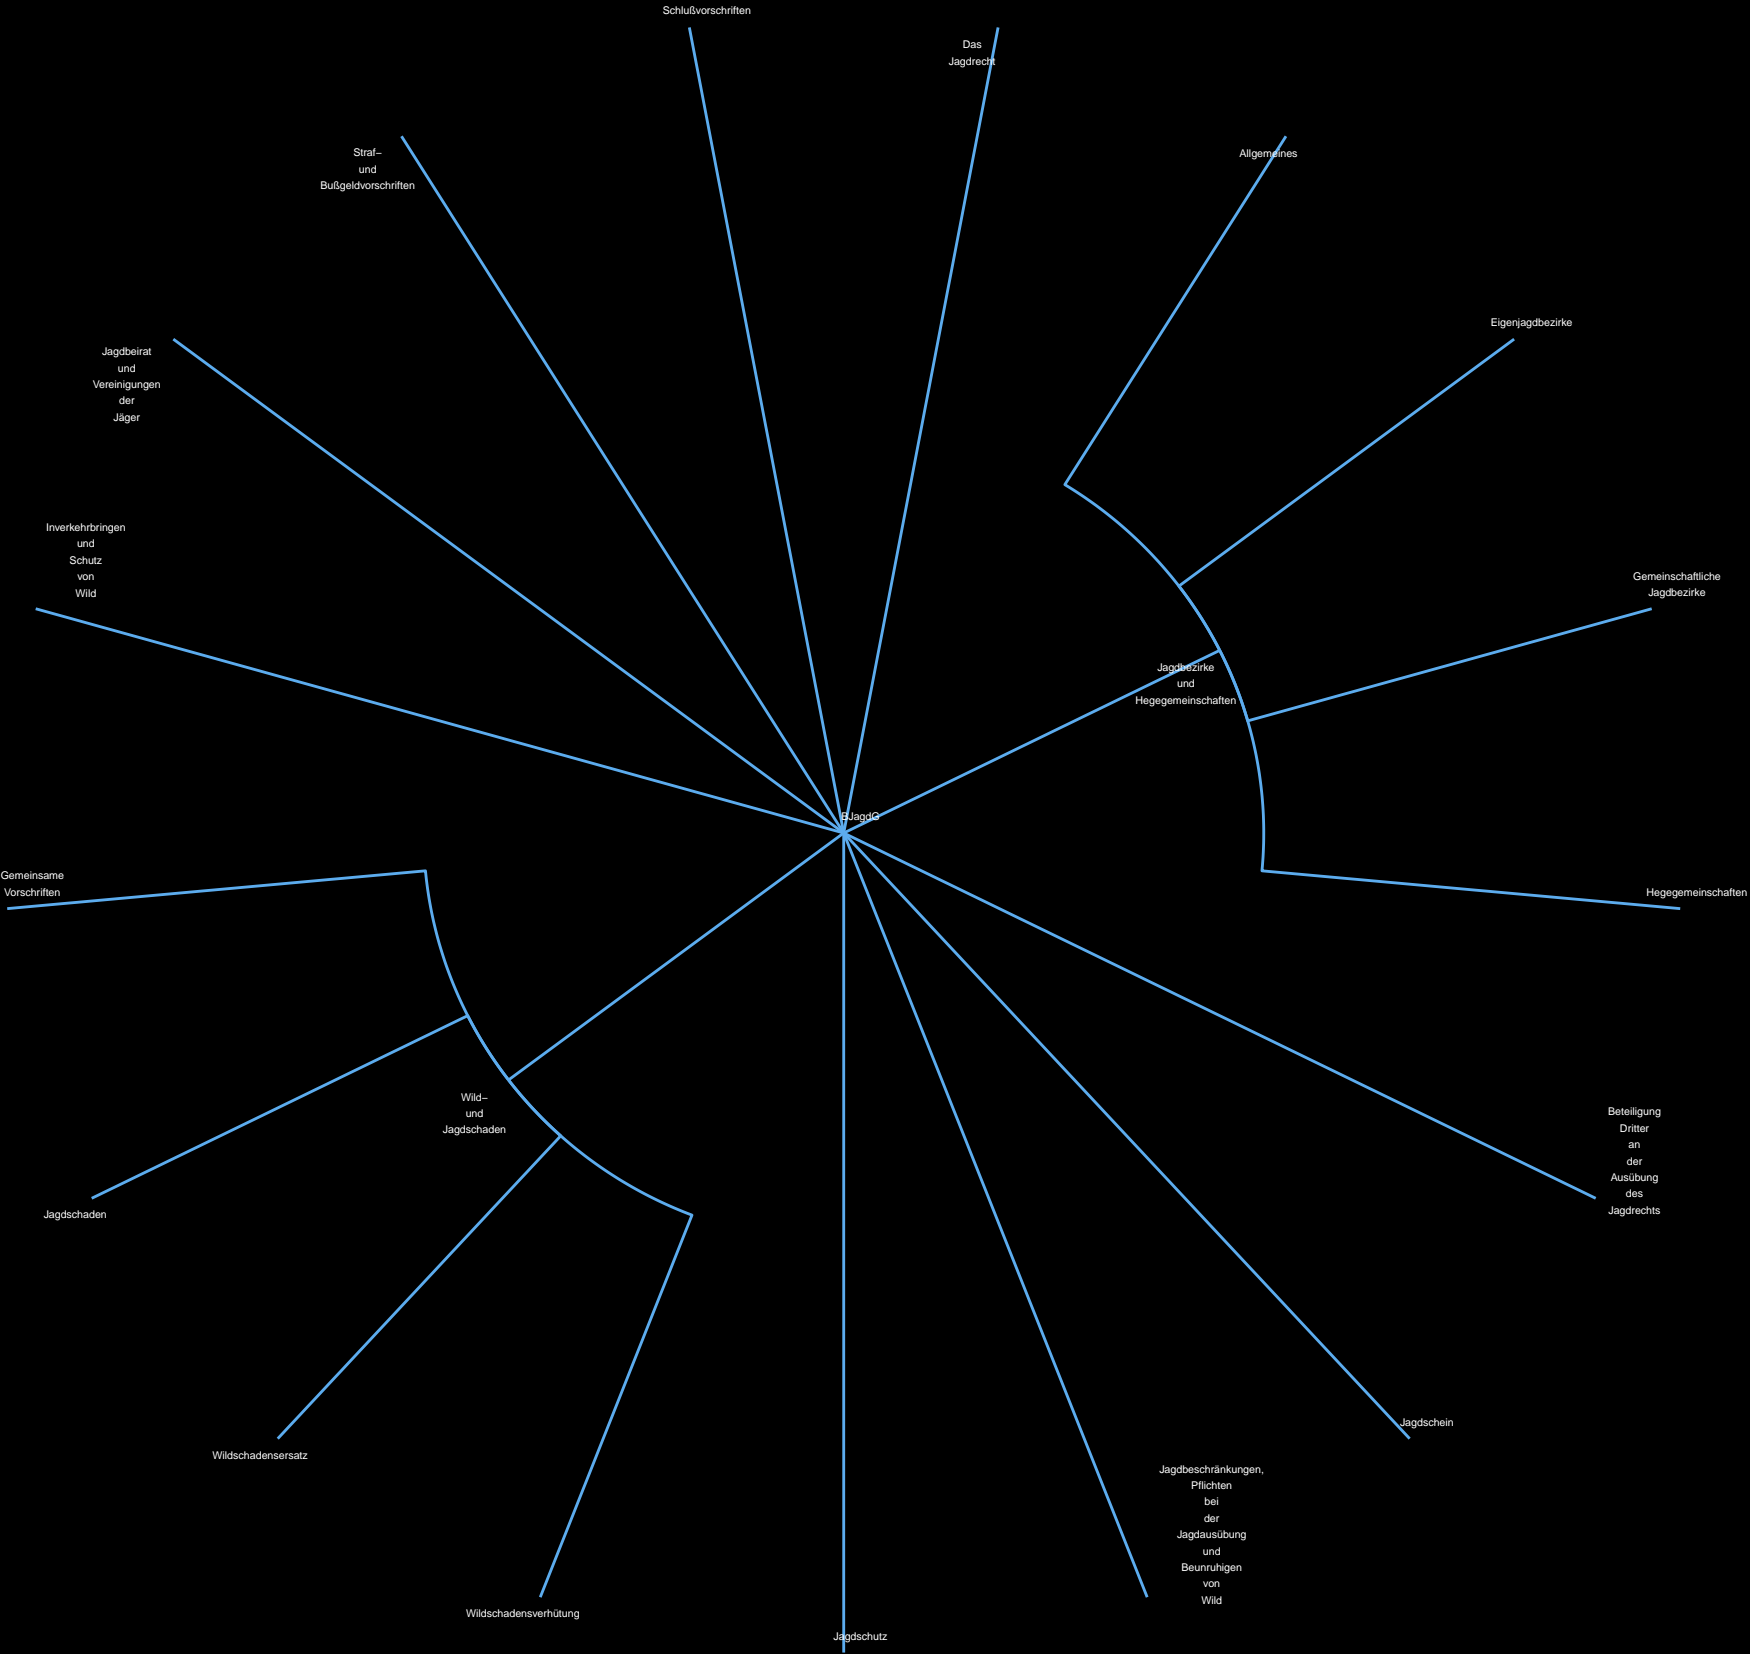 Schlußvorschriften
Das
Jagdrecht
Straf–
und
Bußgeldvorschriften
Allgemeines
Eigenjagdbezirke
Jagdbeirat
und
Vereinigungen
der
Jäger
Inverkehrbringen
und
Schutz
von
Wild
Gemeinschaftliche
Jagdbezirke
Jagdbezirke
und
Hegegemeinschaften
BJagdG
Gemeinsame
Vorschriften
Hegegemeinschaften
Wild–
und
Jagdschaden
Beteiligung
Dritter
an
der
Ausübung
des
Jagdrechts
Jagdschaden
Jagdschein
Wildschadensersatz
Jagdbeschränkungen,
Pflichten
bei
der
Jagdausübung
und
Beunruhigen
von
Wild
Wildschadensverhütung
Jagdschutz